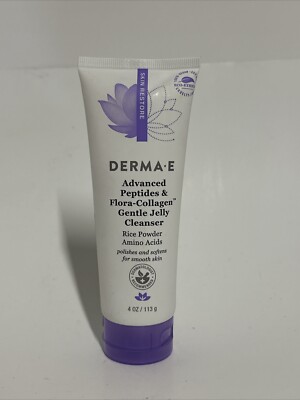 SKIN RESTORE
DERMA·E
Advanced
Peptides &
Flora-Collagen™
Gentle Jelly
Cleanser
Rice Powder
Amino Acids
polishes and softens
for smooth skin
4 OZ / 113 g